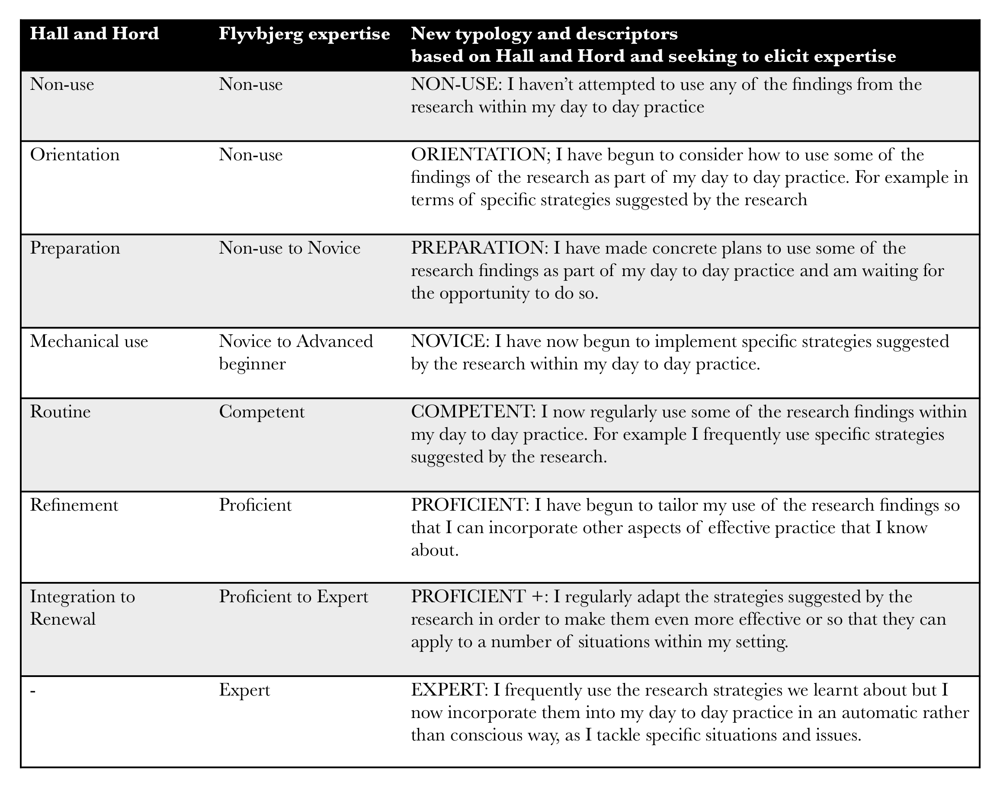 Hall and Hord
Flyvbjerg expertise
New typology and descriptors
based on Hall and Hord and seeking to elicit expertise
Non-use
Non-use
NON-USE: I haven’t attempted to use any of the findings from the
research within my day to day practice
Orientation
Non-use
ORIENTATION; I have begun to consider how to use some of the
findings of the research as part of my day to day practice. For example in
terms of specific strategies suggested by the research
Preparation
Non-use to Novice
PREPARATION: I have made concrete plans to use some of the
research findings as part of my day to day practice and am waiting for
the opportunity to do so.
Mechanical use
Novice to Advanced
beginner
NOVICE: I have now begun to implement specific strategies suggested
by the research within my day to day practice.
Routine
Competent
COMPETENT: I now regularly use some of the research findings within
my day to day practice. For example I frequently use specific strategies
suggested by the research.
Refinement
Proficient
PROFICIENT: I have begun to tailor my use of the research findings so
that I can incorporate other aspects of effective practice that I know
about.
Integration to
Renewal
Proficient to Expert
PROFICIENT +: I regularly adapt the strategies suggested by the
research in order to make them even more effective or so that they can
apply to a number of situations within my setting.
-
Expert
EXPERT: I frequently use the research strategies we learnt about but I
now incorporate them into my day to day practice in an automatic rather
than conscious way, as I tackle specific situations and issues.